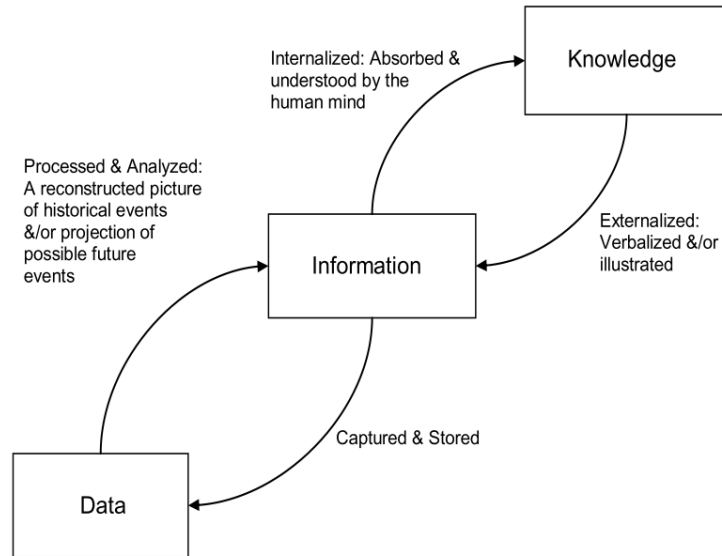 Internalized: Absorbed &
understood by the
human mind
Knowledge
Processed & Analyzed:
A reconstructed picture
of historical events
&/or projection of
possible future
events
Externalized:
Verbalized &/or
illustrated
Information
Captured & Stored
Data